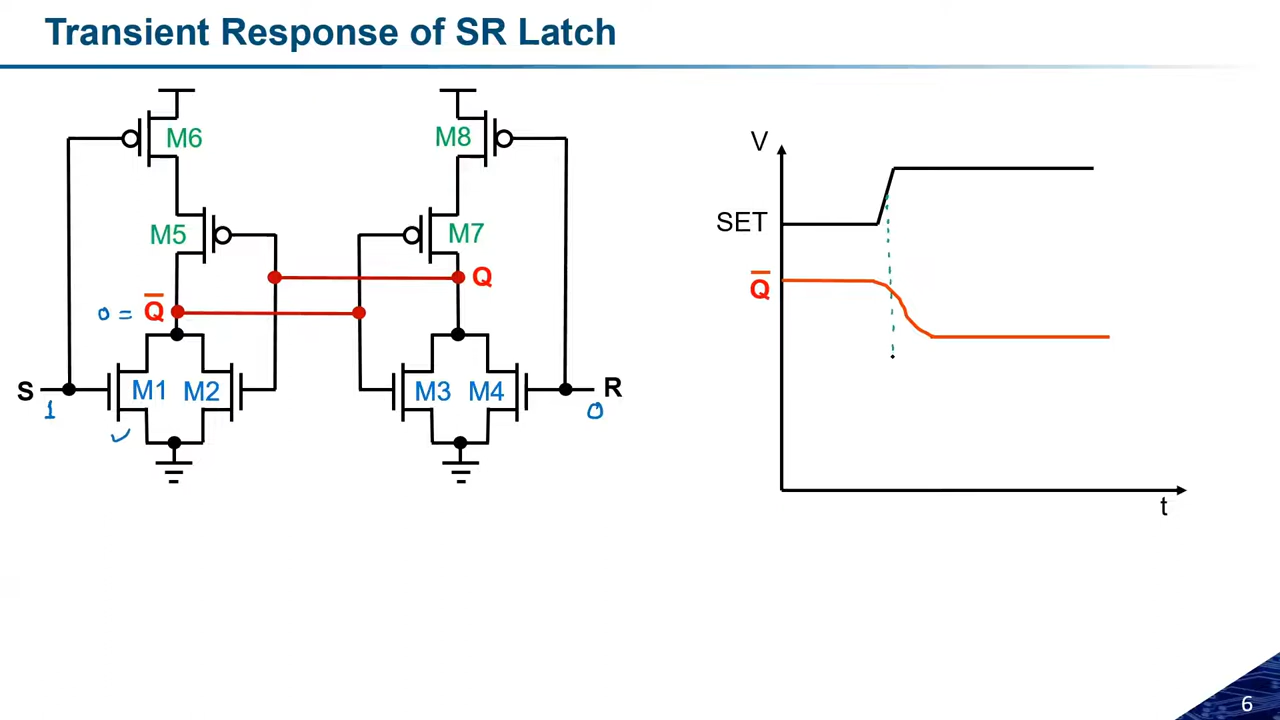 Transient Response of SR Latch
M6
M8
M5
M7
Q
0 = Q̅
S
1
M1
M2
M3
M4
R
0
V
SET
Q̅
t
6